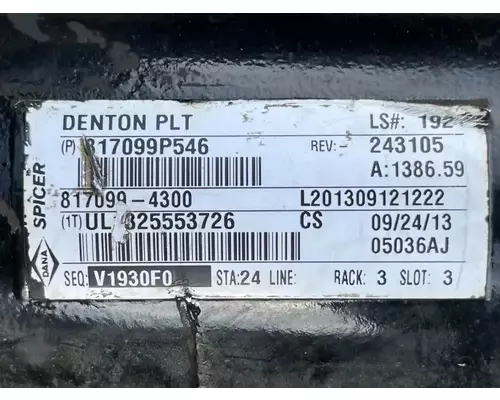 DENTON PLT LS#: 192
(P) 817099P546 REV:- 243105
A:1386.59
817099-4300 L201309121222
(1T) UL 325553726 CS 09/24/13
05036AJ
SEQ: V1930F0 STA:24 LINE: RACK: 3 SLOT: 3
SPICER
DANA